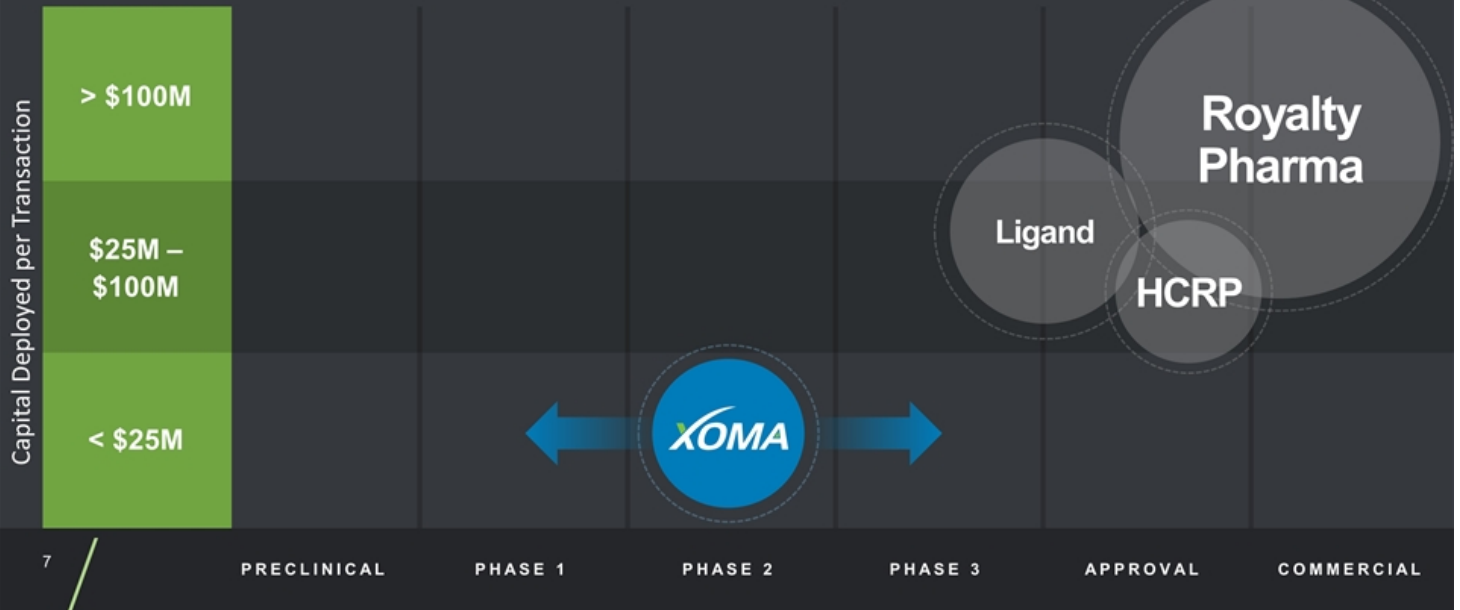 Capital Deployed per Transaction
> $100M
$25M –
$100M
< $25M
Royalty
Pharma
Ligand
HCRP
XOMA
7
PRECLINICAL
PHASE 1
PHASE 2
PHASE 3
APPROVAL
COMMERCIAL